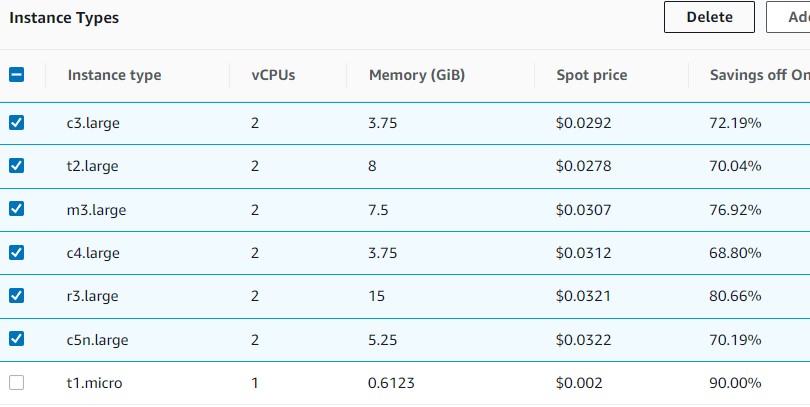 Instance Types Delete Ad
Instance type vCPUs Memory (GiB) Spot price Savings off On
c3.large 2 3.75 $0.0292 72.19%
t2.large 2 8 $0.0278 70.04%
m3.large 2 7.5 $0.0307 76.92%
c4.large 2 3.75 $0.0312 68.80%
r3.large 2 15 $0.0321 80.66%
c5n.large 2 5.25 $0.0322 70.19%
t1.micro 1 0.6123 $0.002 90.00%